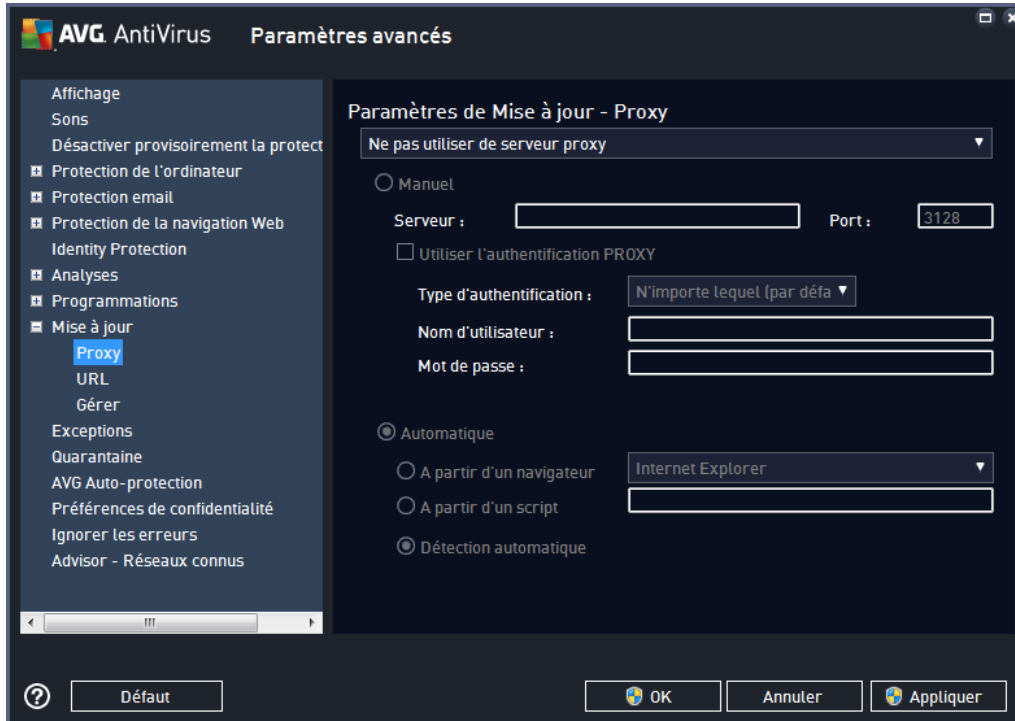 AVG AntiVirus Paramètres avancés
Affichage
Sons
Désactiver provisoirement la protect
Protection de l'ordinateur
Protection email
Protection de la navigation Web
Identity Protection
Analyses
Programmations
Mise à jour
Proxy
URL
Gérer
Exceptions
Quarantaine
AVG Auto-protection
Préférences de confidentialité
Ignorer les erreurs
Advisor - Réseaux connus
Paramètres de Mise à jour - Proxy
Ne pas utiliser de serveur proxy
Manuel
Serveur : Port : 3128
Utiliser l'authentification PROXY
Type d'authentification : N'importe lequel (par défa
Nom d'utilisateur :
Mot de passe :
Automatique
A partir d'un navigateur Internet Explorer
A partir d'un script
Détection automatique
? Défaut OK Annuler Appliquer